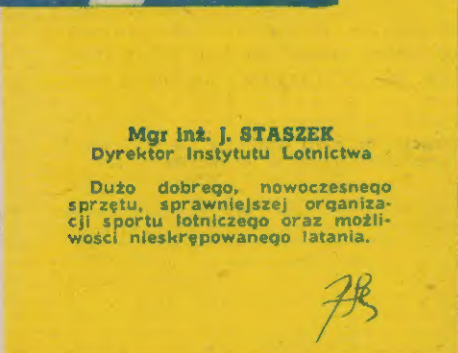 Mgr inż. J. STASZEK
Dyrektor Instytutu Lotnictwa
Dużo dobrego, nowoczesnego
sprzętu, sprawniejszej organiza-
cji sportu lotniczego oraz możli-
wości nieskrępowanego latania.